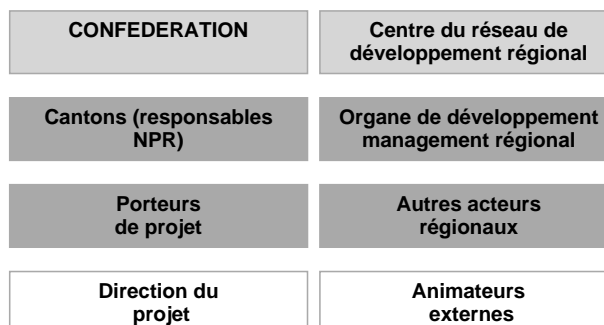 CONFEDERATION
Centre du réseau de
développement régional
Cantons (responsables
NPR)
Organe de développement
management régional
Porteurs
de projet
Autres acteurs
régionaux
Direction du
projet
Animateurs
externes